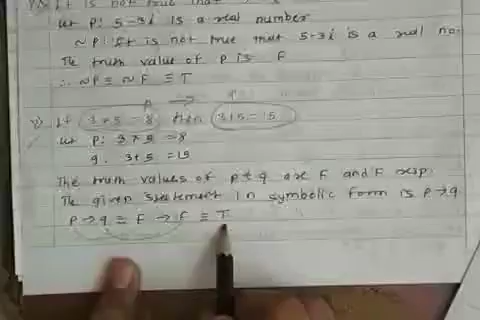 It is not true that
Let P: 5-3i is a real number
~P: It is not true that 5-3i is a real no.
The truth value of P is F
∴ ~P ≡ ~F ≡ T
P → q
If 3×5=8 then 3+5=15.
Let P: 3×5=8
q: 3+5=15
The truth values of p & q are F and F resp.
The given statement in symbolic form is P→q
P→q ≡ F→F ≡ T